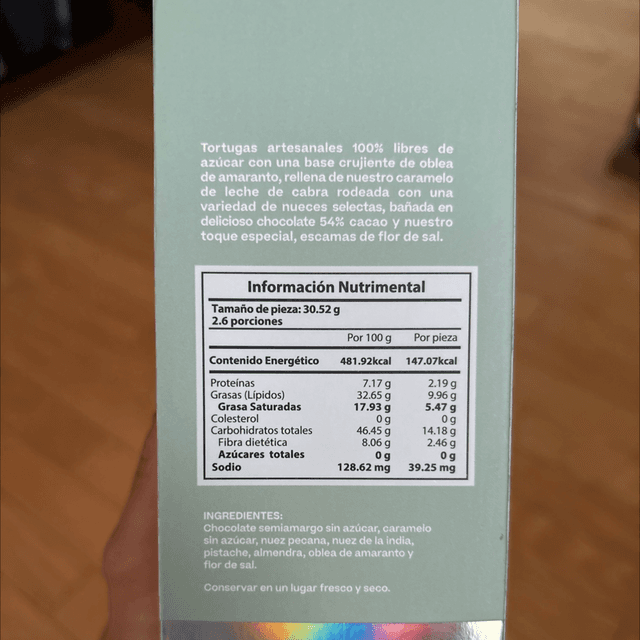 Tortugas artesanales 100% libres de
azúcar con una base crujiente de oblea
de amaranto, rellena de nuestro caramelo
de leche de cabra rodeada con una
variedad de nueces selectas, bañada en
delicioso chocolate 54% cacao y nuestro
toque especial, escamas de flor de sal.
Información Nutrimental
Tamaño de pieza: 30.52 g
2.6 porciones
Por 100 g Por pieza
Contenido Energético 481.92kcal 147.07kcal
Proteínas 7.17 g 2.19 g
Grasas (Lípidos) 32.65 g 9.96 g
Grasa Saturadas 17.93 g 5.47 g
Colesterol 0 g 0 g
Carbohidratos totales 46.45 g 14.18 g
Fibra dietética 8.06 g 2.46 g
Azúcares totales 0 g 0 g
Sodio 128.62 mg 39.25 mg
INGREDIENTES:
Chocolate semiamargo sin azúcar, caramelo
sin azúcar, nuez pecana, nuez de la india,
pistache, almendra, oblea de amaranto y
flor de sal.
Conservar en un lugar fresco y seco.